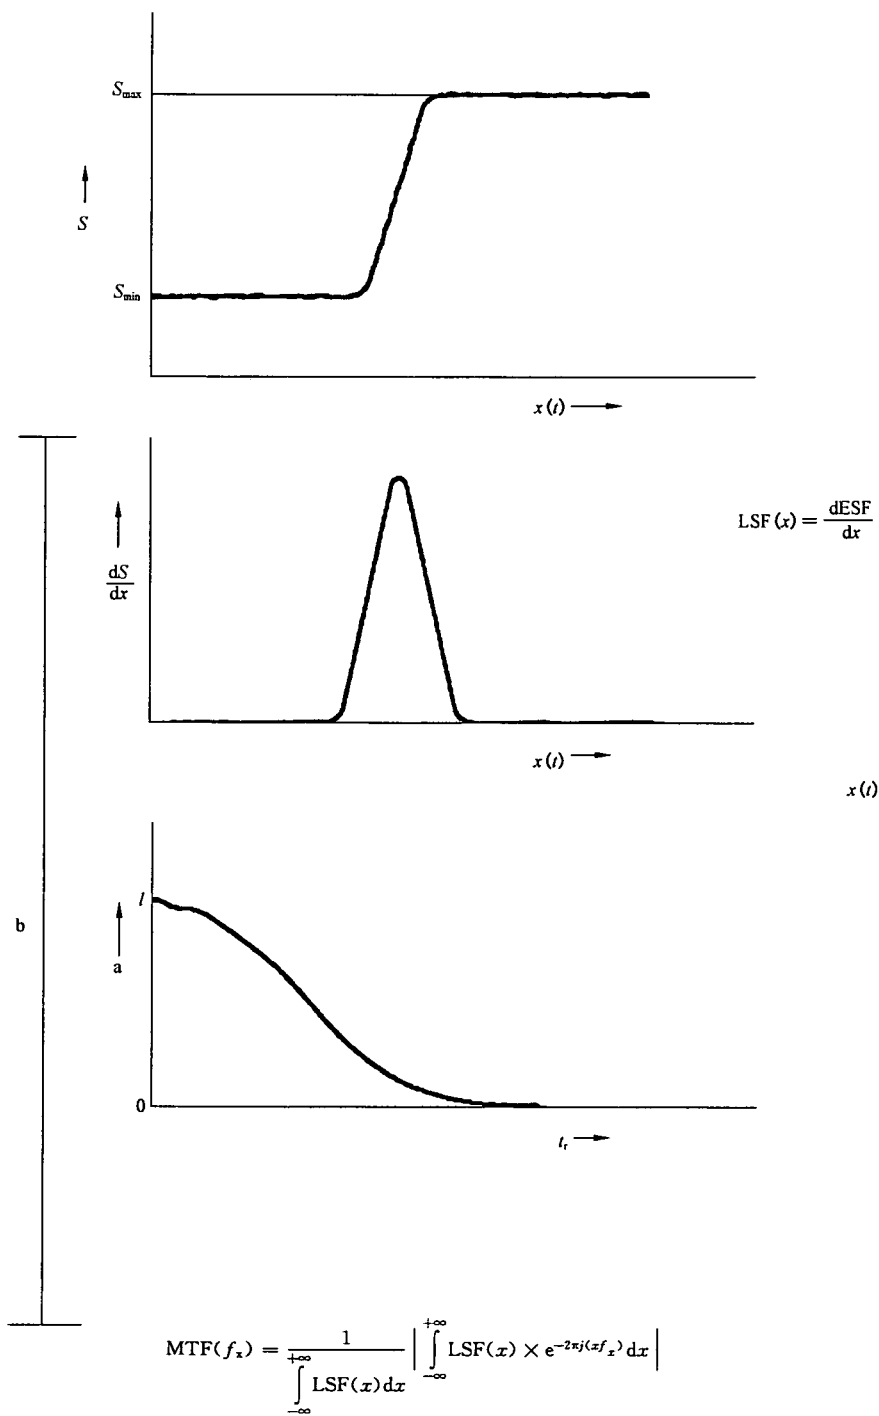 S_max
S
S_min
x(t)
LSF(x) = dESF/dx
dS/dx
x(t)
x(t)
l
b
a
0
t_r
MTF(f_x) = 1/∫_{-∞}^{+∞} LSF(x)dx | ∫_{-∞}^{+∞} LSF(x) × e^{-2πj(xf_x)} dx |